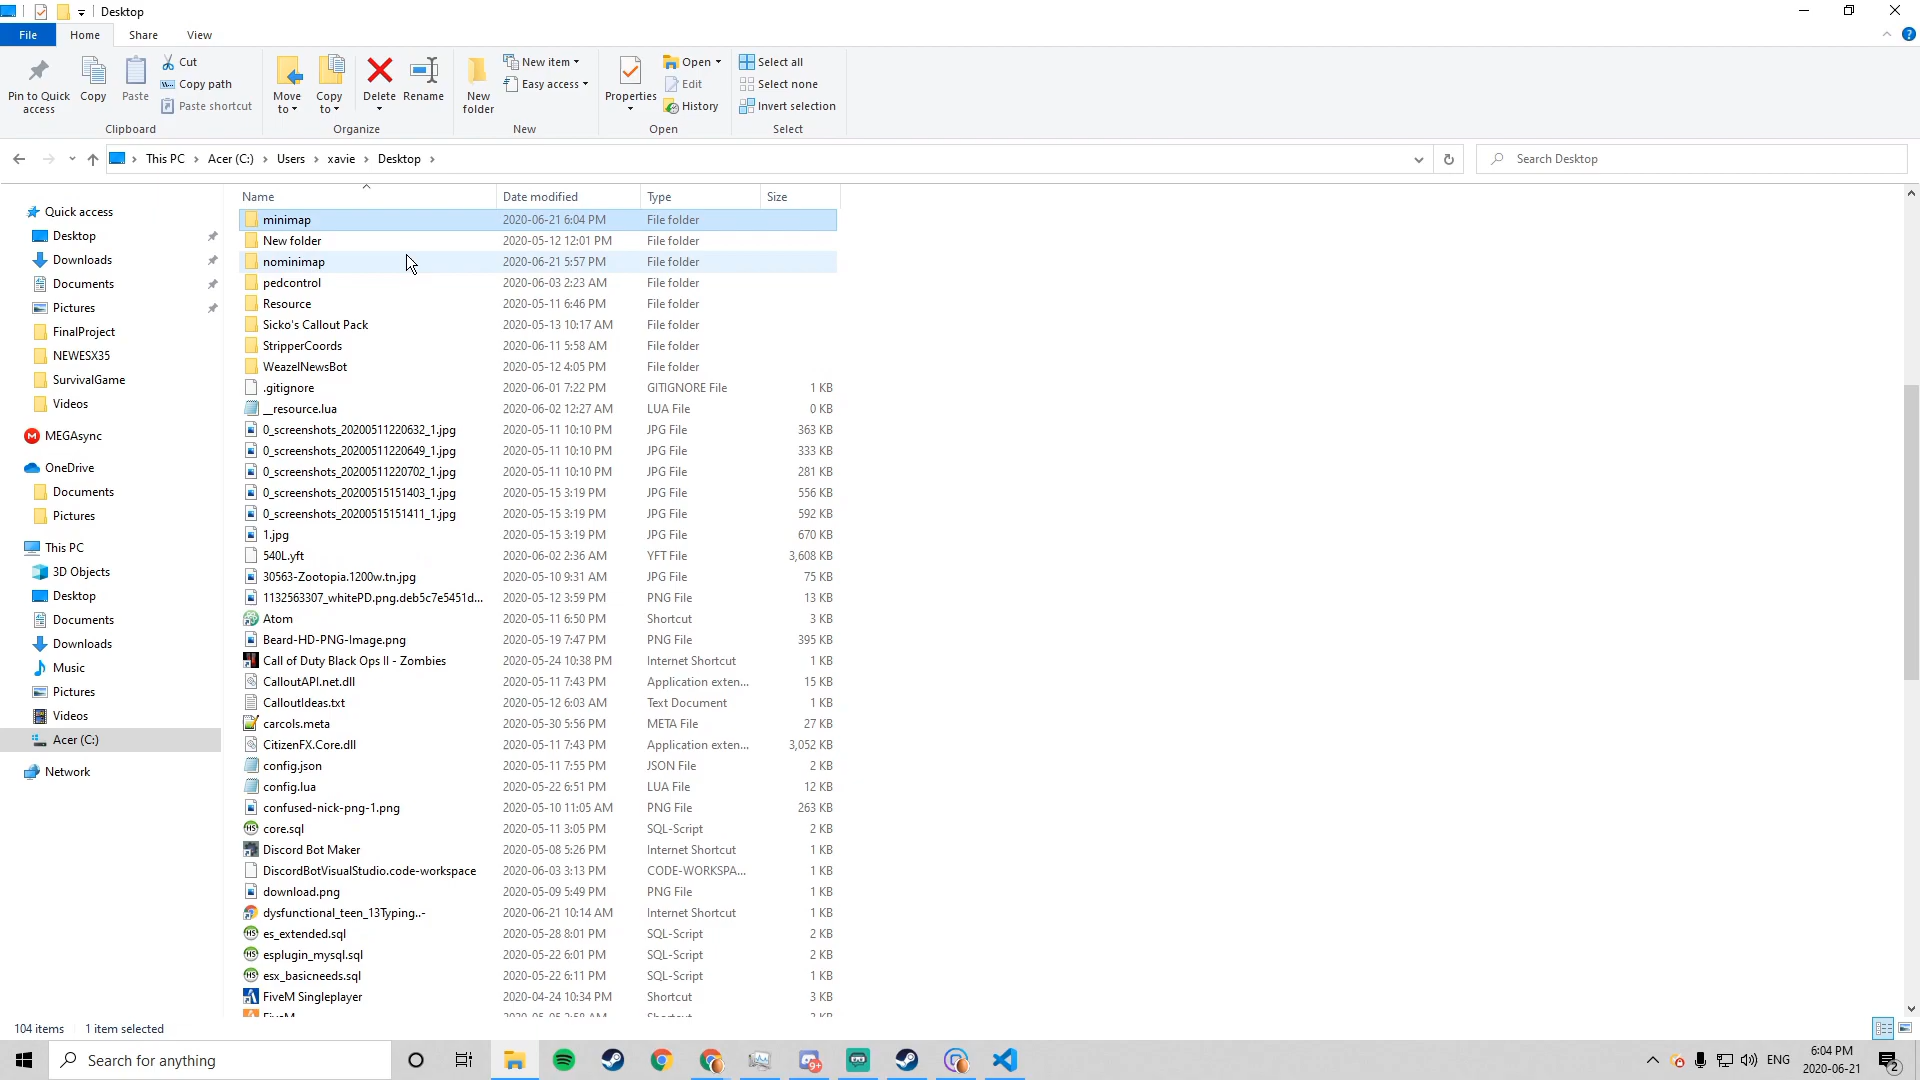 Desktop
File Home Share View
Pin to Quick access
Copy
Paste
Cut
Copy path
Paste shortcut
Clipboard
Move to
Copy to
Delete
Rename
Organize
New folder
New item
Easy access
New
Properties
Open
Edit
History
Open
Select all
Select none
Invert selection
Select
This PC Acer (C:) Users xavie Desktop
Search Desktop
Quick access
Desktop
Downloads
Documents
Pictures
FinalProject
NEWESX35
SurvivalGame
Videos
MEGAsync
OneDrive
Documents
Pictures
This PC
3D Objects
Desktop
Documents
Downloads
Music
Pictures
Videos
Acer (C:)
Network
Name Date modified Type Size
minimap 2020-06-21 6:04 PM File folder
New folder 2020-05-12 12:01 PM File folder
nominimap 2020-06-21 5:57 PM File folder
pedcontrol 2020-06-03 2:23 AM File folder
Resource 2020-05-11 6:46 PM File folder
Sicko's Callout Pack 2020-05-13 10:17 AM File folder
StripperCoords 2020-06-11 5:58 AM File folder
WeazelNewsBot 2020-05-12 4:05 PM File folder
.gitignore 2020-06-01 7:22 PM GITIGNORE File 1 KB
__resource.lua 2020-06-02 12:27 AM LUA File 0 KB
0_screenshots_20200511220632_1.jpg 2020-05-11 10:10 PM JPG File 363 KB
0_screenshots_20200511220649_1.jpg 2020-05-11 10:10 PM JPG File 333 KB
0_screenshots_20200511220702_1.jpg 2020-05-11 10:10 PM JPG File 281 KB
0_screenshots_20200515151403_1.jpg 2020-05-15 3:19 PM JPG File 556 KB
0_screenshots_20200515151411_1.jpg 2020-05-15 3:19 PM JPG File 592 KB
1.jpg 2020-05-15 3:19 PM JPG File 670 KB
540L.yft 2020-06-02 2:36 AM YFT File 3,608 KB
30563-Zootopia.1200w.tn.jpg 2020-05-10 9:31 AM JPG File 75 KB
1132563307_whitePD.png.deb5c7e5451d... 2020-05-12 3:59 PM PNG File 13 KB
Atom 2020-05-11 6:50 PM Shortcut 3 KB
Beard-HD-PNG-Image.png 2020-05-19 7:47 PM PNG File 395 KB
Call of Duty Black Ops II - Zombies 2020-05-24 10:38 PM Internet Shortcut 1 KB
CalloutAPI.net.dll 2020-05-11 7:43 PM Application exten... 15 KB
CalloutIdeas.txt 2020-05-12 6:03 AM Text Document 1 KB
carcols.meta 2020-05-30 5:56 PM META File 27 KB
CitizenFX.Core.dll 2020-05-11 7:43 PM Application exten... 3,052 KB
config.json 2020-05-11 7:55 PM JSON File 2 KB
config.lua 2020-05-22 6:51 PM LUA File 12 KB
confused-nick-png-1.png 2020-05-10 11:05 AM PNG File 263 KB
core.sql 2020-05-11 3:05 PM SQL-Script 2 KB
Discord Bot Maker 2020-05-08 5:26 PM Internet Shortcut 1 KB
DiscordBotVisualStudio.code-workspace 2020-06-03 3:13 PM CODE-WORKSPA... 1 KB
download.png 2020-05-09 5:49 PM PNG File 1 KB
dysfunctional_teen_13Typing..- 2020-06-21 10:14 AM Internet Shortcut 1 KB
es_extended.sql 2020-05-28 8:01 PM SQL-Script 2 KB
esplugin_mysql.sql 2020-05-22 6:01 PM SQL-Script 2 KB
esx_basicneeds.sql 2020-05-22 6:11 PM SQL-Script 1 KB
FiveM Singleplayer 2020-04-24 10:34 PM Shortcut 3 KB
104 items 1 item selected
Search for anything
ENG
6:04 PM
2020-06-21
2